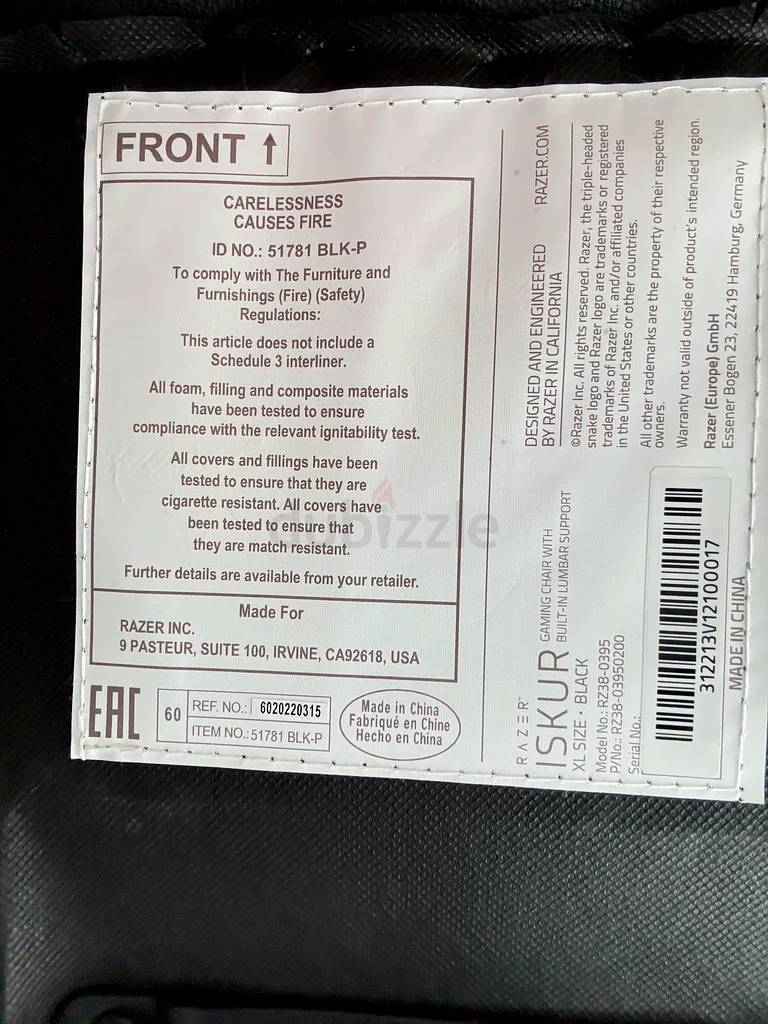 FRONT ↑
CARELESSNESS
CAUSES FIRE
ID NO.: 51781 BLK-P
To comply with The Furniture and
Furnishings (Fire) (Safety)
Regulations:
This article does not include a
Schedule 3 interliner.
All foam, filling and composite materials
have been tested to ensure
compliance with the relevant ignitability test.
All covers and fillings have been
tested to ensure that they are
cigarette resistant. All covers have
been tested to ensure that
they are match resistant.
Further details are available from your retailer.
Made For
RAZER INC.
9 PASTEUR, SUITE 100, IRVINE, CA92618, USA
EAC
60
REF. NO.: 6020220315
ITEM NO.: 51781 BLK-P
Made in China
Fabriqué en Chine
Hecho en China
RAZER™
ISKUR GAMING CHAIR WITH
BUILT-IN LUMBAR SUPPORT
XL SIZE · BLACK
Model No.: RZ38-0395
P/No.: RZ38-03950200
Serial No.:
312213V12100017
MADE IN CHINA
DESIGNED AND ENGINEERED
BY RAZER IN CALIFORNIA
RAZER.COM
©Razer Inc. All rights reserved. Razer, the triple-headed
snake logo and Razer logo are trademarks or registered
trademarks of Razer Inc. and/or affiliated companies
in the United States or other countries.
All other trademarks are the property of their respective
owners.
Warranty not valid outside of product's intended region.
Razer (Europe) GmbH
Essener Bogen 23, 22419 Hamburg, Germany
dubizzle